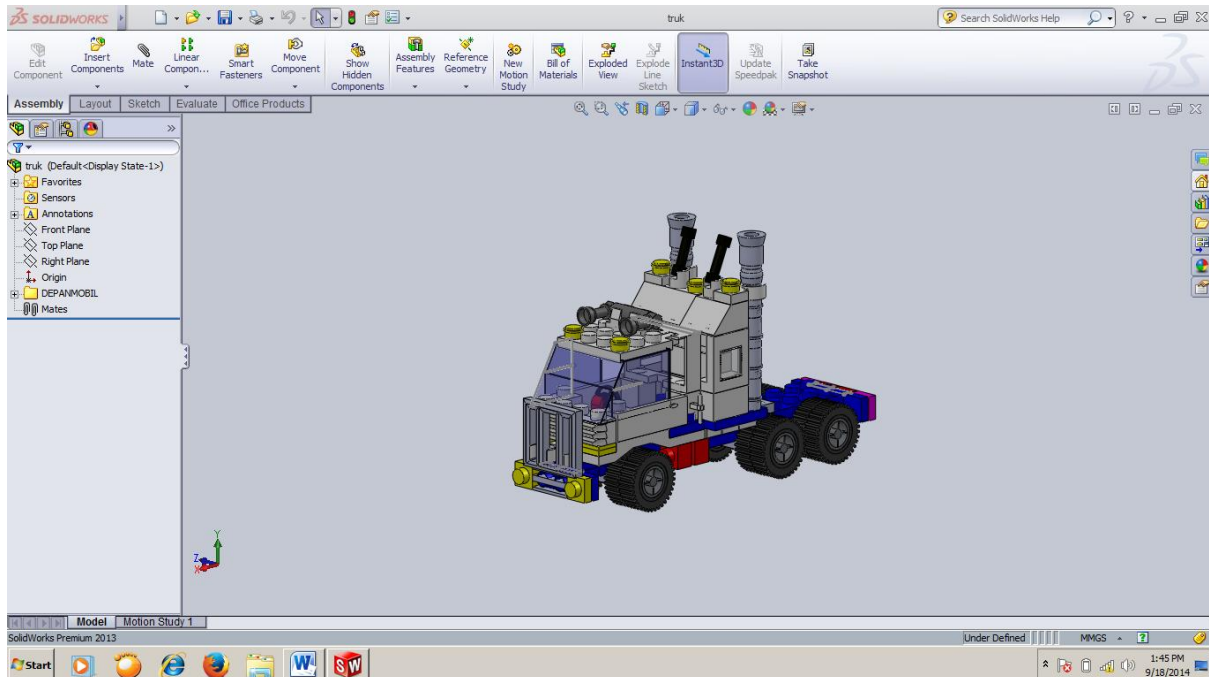 SOLIDWORKS
truk
Search SolidWorks Help
Edit
Component
Insert
Components
Mate
Linear
Compon...
Smart
Fasteners
Move
Component
Show
Hidden
Components
Assembly
Features
Reference
Geometry
New
Motion
Study
Bill of
Materials
Exploded
View
Explode
Line
Sketch
Instant3D
Update
Speedpak
Take
Snapshot
Assembly Layout Sketch Evaluate Office Products
truk (Default<Display State-1>)
Favorites
Sensors
Annotations
Front Plane
Top Plane
Right Plane
Origin
DEPANMOBIL
Mates
Y
Z
X
Model Motion Study 1
SolidWorks Premium 2013
Under Defined MMGS
Start
1:45 PM
9/18/2014